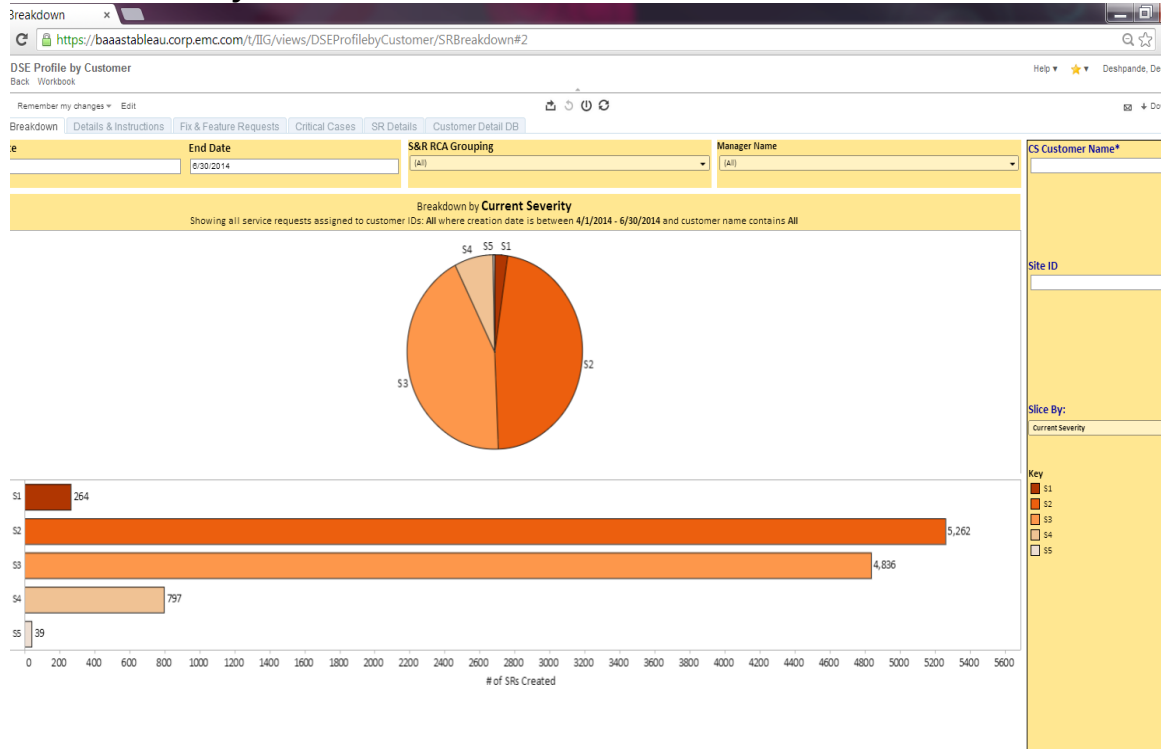 Breakdown ×
https://baaastableau.corp.emc.com/t/IIG/views/DSEProfilebyCustomer/SRBreakdown#2
DSE Profile by Customer
Help ▾ ▾ Deshpande, De
Back Workbook
Remember my changes ▾ Edit
Do
Breakdown Details & Instructions Fix & Feature Requests Critical Cases SR Details Customer Detail DB
te End Date S&R RCA Grouping Manager Name CS Customer Name*
6/30/2014 (All) (All)
Breakdown by Current Severity
Showing all service requests assigned to customer IDs: All where creation date is between 4/1/2014 - 6/30/2014 and customer name contains All
S4 S5 S1
S2
S3
Site ID
Slice By:
Current Severity
Key
S1
S2
S3
S4
S5
S1 264
S2 5,262
S3 4,836
S4 797
S5 39
0 200 400 600 800 1000 1200 1400 1600 1800 2000 2200 2400 2600 2800 3000 3200 3400 3600 3800 4000 4200 4400 4600 4800 5000 5200 5400 5600
# of SRs Created